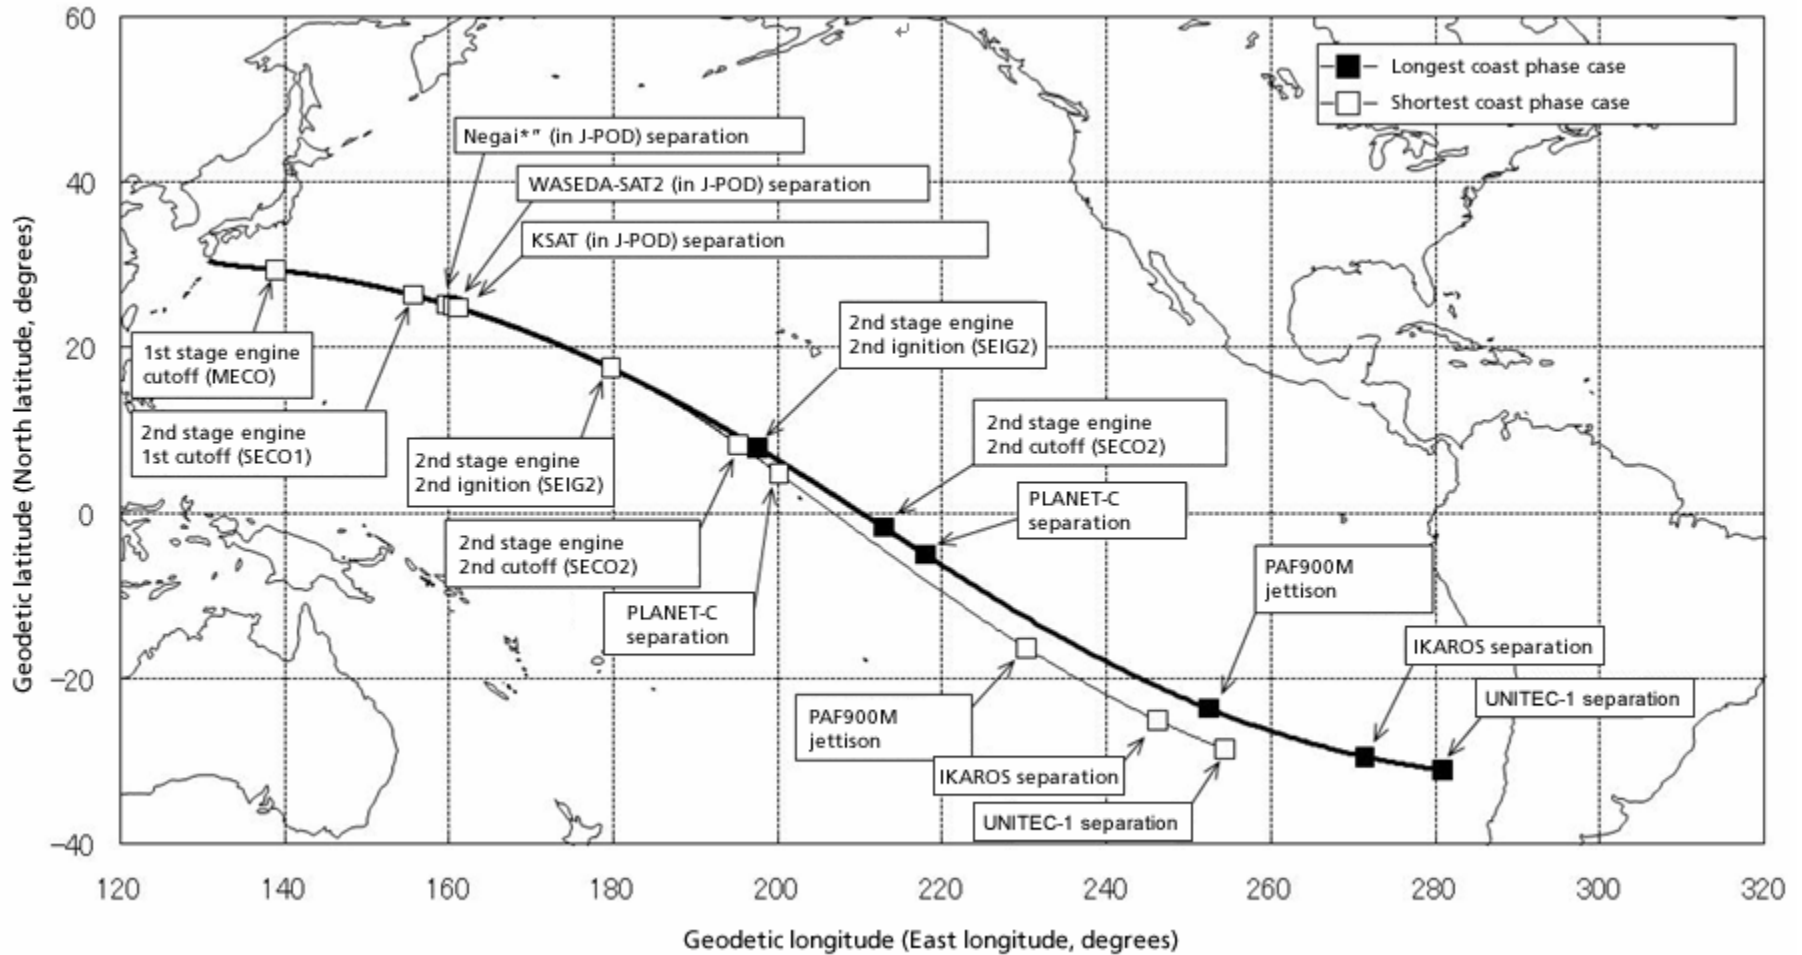 60
40
20
0
−20
−40
Geodetic latitude (North latitude, degrees)
Longest coast phase case
Shortest coast phase case
Negai*” (in J-POD) separation
WASEDA-SAT2 (in J-POD) separation
KSAT (in J-POD) separation
1st stage engine
cutoff (MECO)
2nd stage engine
1st cutoff (SECO1)
2nd stage engine
2nd ignition (SEIG2)
2nd stage engine
2nd ignition (SEIG2)
2nd stage engine
2nd cutoff (SECO2)
2nd stage engine
2nd cutoff (SECO2)
PLANET-C
separation
PLANET-C
separation
PAF900M
jettison
IKAROS separation
UNITEC-1 separation
PAF900M
jettison
IKAROS separation
UNITEC-1 separation
120 140 160 180 200 220 240 260 280 300 320
Geodetic longitude (East longitude, degrees)